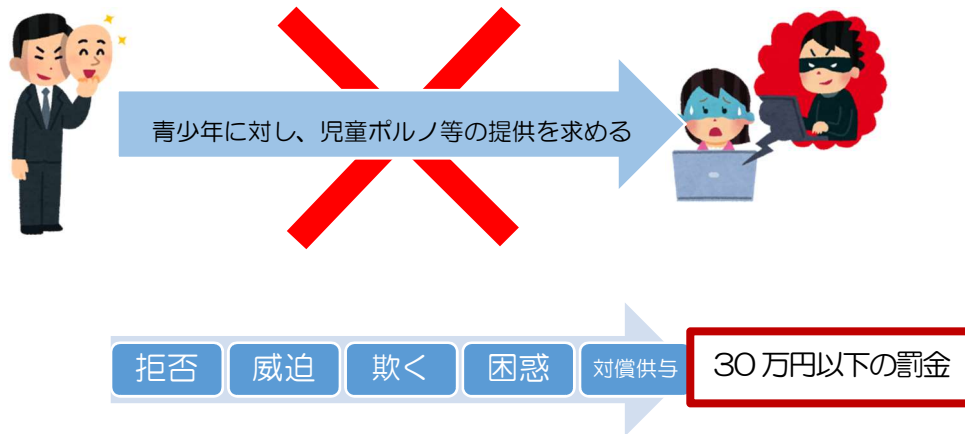 青少年に対し、児童ポルノ等の提供を求める
拒否 威迫 欺く 困惑 対償供与 30万円以下の罰金